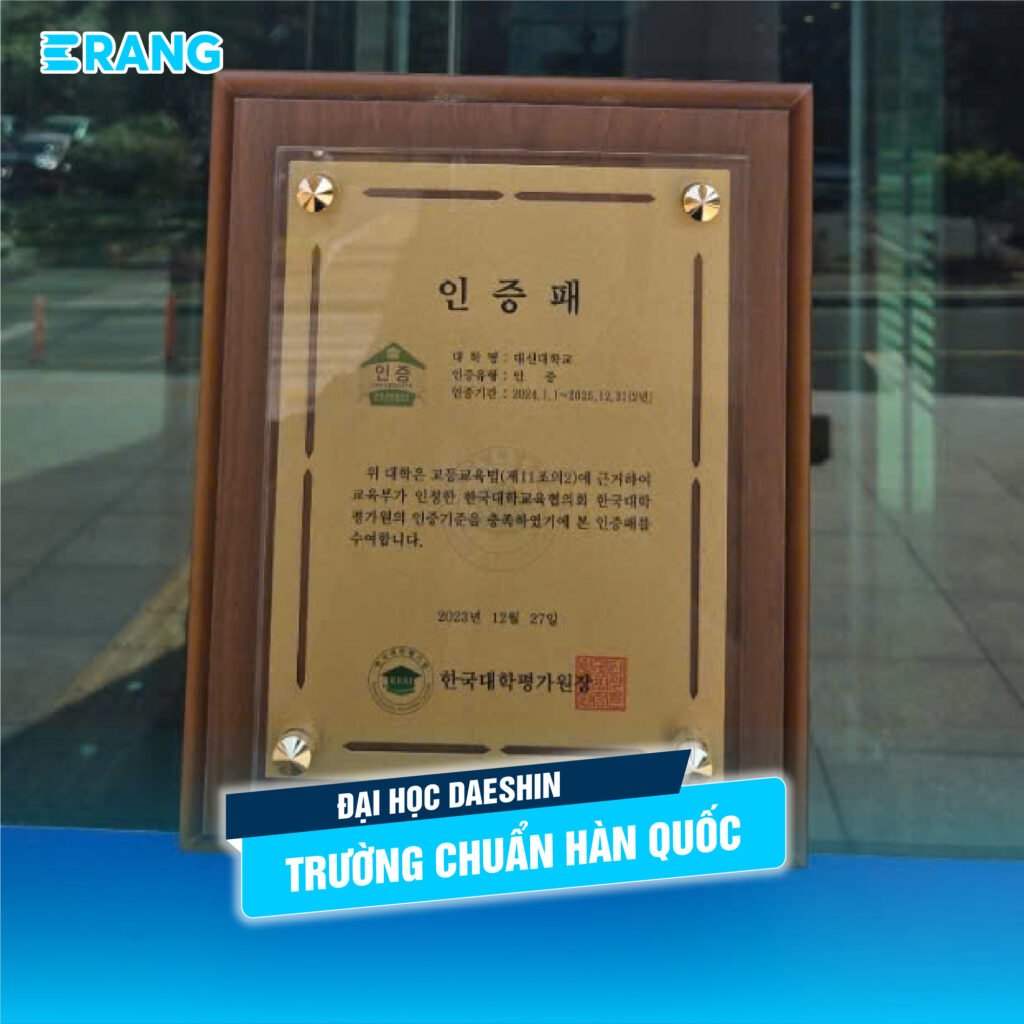 ERANG
인증패
인증
대학명 : 대신대학교
인증유형 : 인 증
인증기간 : 2024.1.1~2025.12.31(2년)
위 대학은 고등교육법(제11조의2)에 근거하여
교육부가 인정한 한국대학교육협의회 한국대학
평가원의 인증기준을 충족하였기에 본 인증패를
수여합니다.
2023년 12월 27일
한국대학평가원장
ĐẠI HỌC DAESHIN
TRƯỜNG CHUẨN HÀN QUỐC